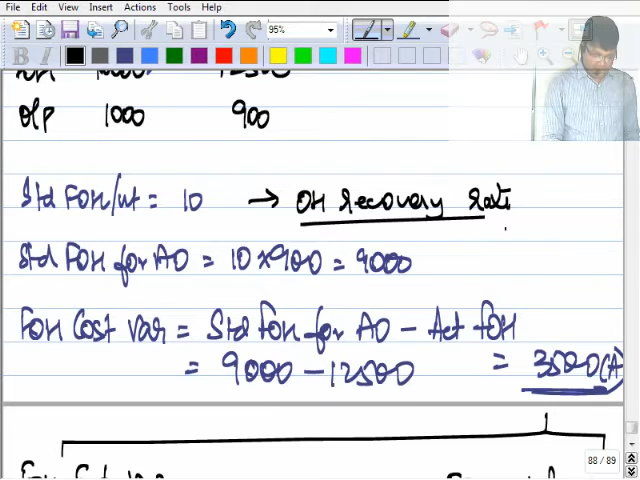 File Edit View Insert Actions Tools Help
95%
B I U
O/P 1000 900
Std FOH/ut = 10 → OH Recovery Rate
Std FOH for AO = 10 × 900 = 9000
FOH Cost Var = Std FOH for AO - Act FOH
= 9000 - 12500 = 3500 (A)
88 / 89